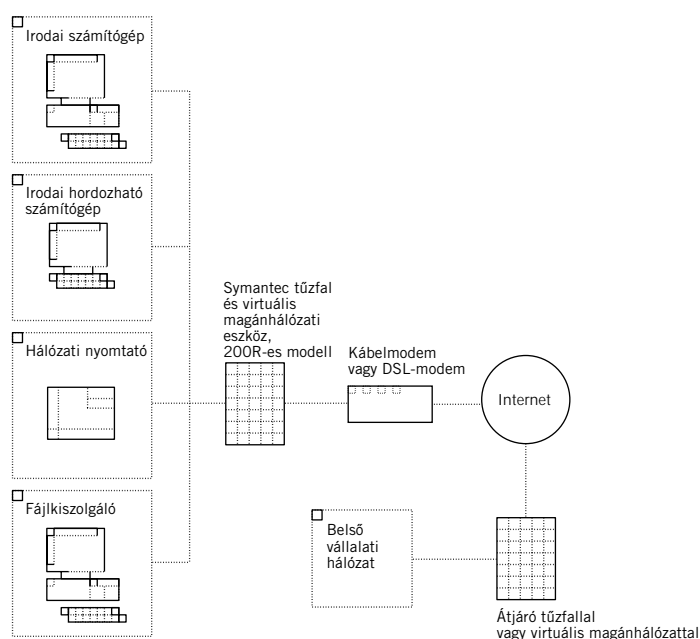 Irodai számítógép
Irodai hordozható
számítógép
Hálózati nyomtató
Fájlkiszolgáló
Symantec tűzfal
és virtuális
magánhálózati
eszköz,
200R-es modell
Kábelmodem
vagy DSL-modem
Internet
Belső
vállalati
hálózat
Átjáró tűzfallal
vagy virtuális magánhálózattal